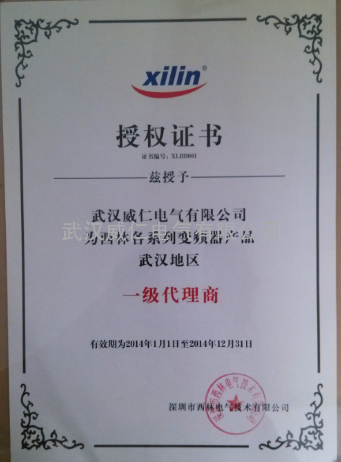 xilin®
授权证书
兹授予
武汉威仁电气有限公司
为西林各系列变频器产品
武汉地区
一级代理商
有效期为2014年1月1日至2014年12月31日
深圳市西林电气技术有限公司